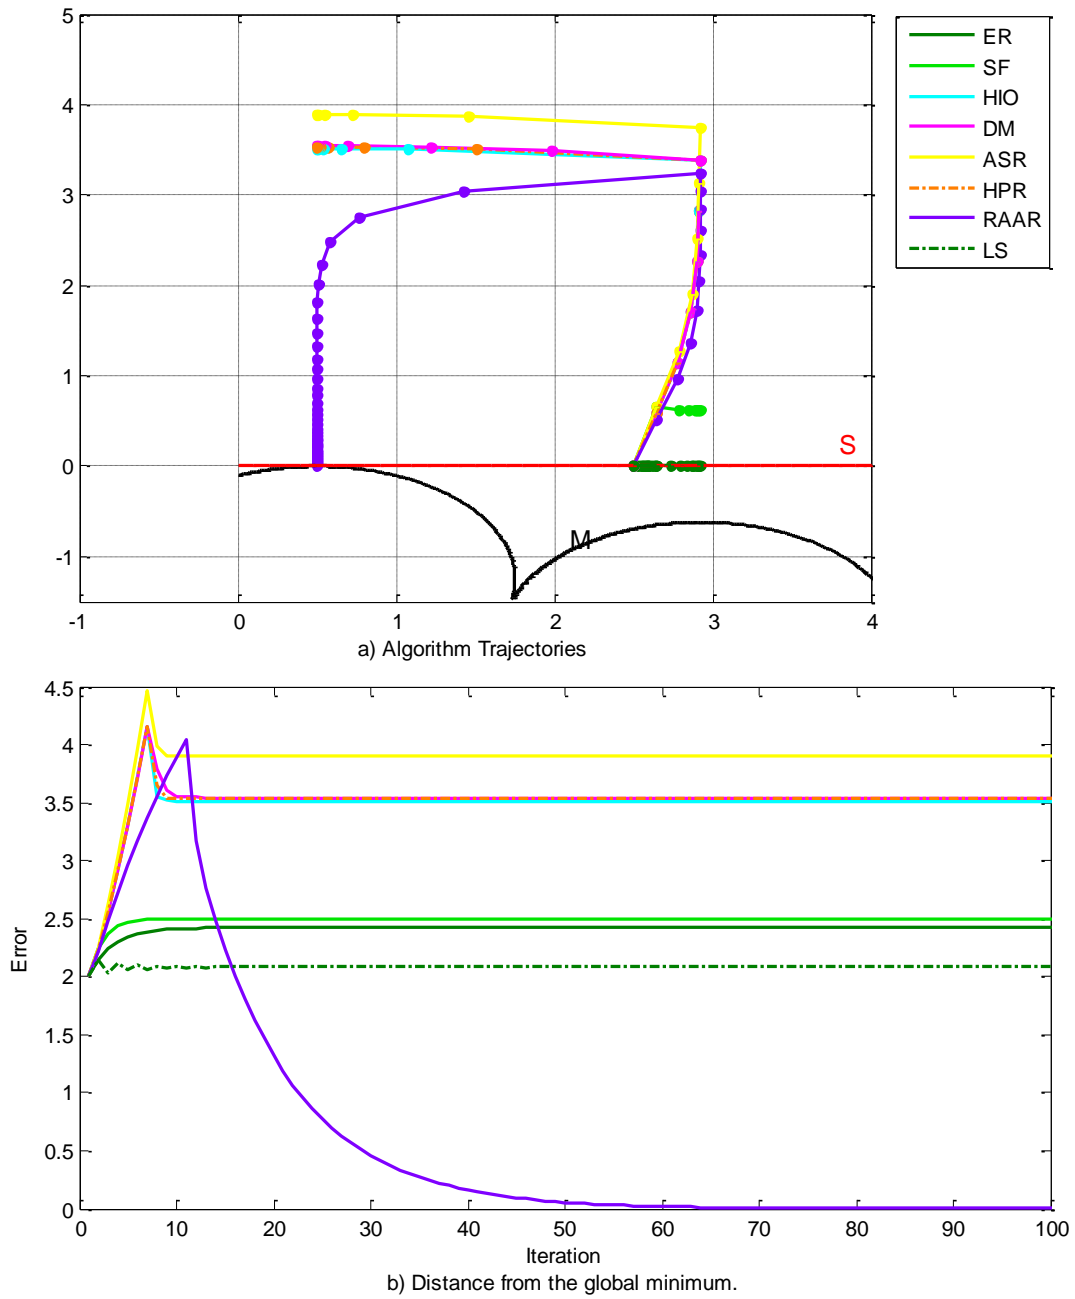 5
4
3
2
1
0
-1
-1
0
1
2
3
4
S
M
a) Algorithm Trajectories
ER
SF
HIO
DM
ASR
HPR
RAAR
LS
4.5
4
3.5
3
2.5
2
1.5
1
0.5
0
Error
0
10
20
30
40
50
60
70
80
90
100
Iteration
b) Distance from the global minimum.